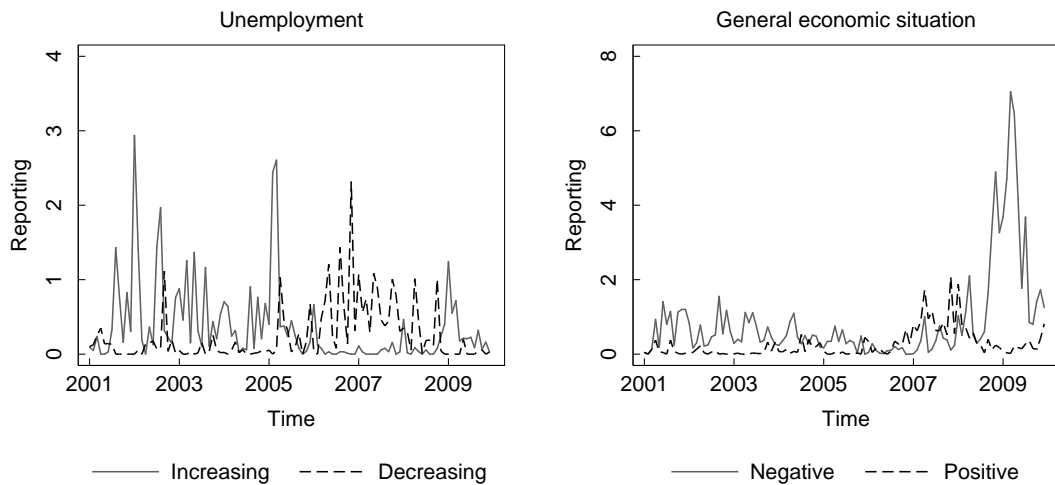 Unemployment
4
3
2
1
0
Reporting
2001 2003 2005 2007 2009
Time
Increasing Decreasing
General economic situation
8
6
4
2
0
Reporting
2001 2003 2005 2007 2009
Time
Negative Positive